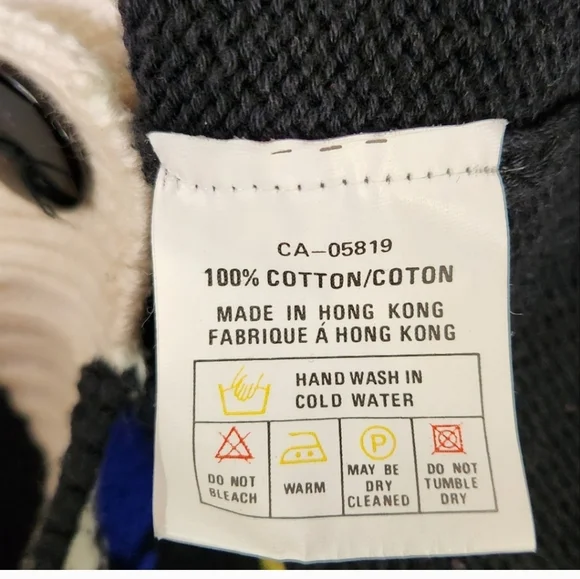 CA-05819
100% COTTON/COTON
MADE IN HONG KONG
FABRIQUE Á HONG KONG
HAND WASH IN
COLD WATER
DO NOT
BLEACH
WARM
P
MAY BE
DRY
CLEANED
DO NOT
TUMBLE
DRY